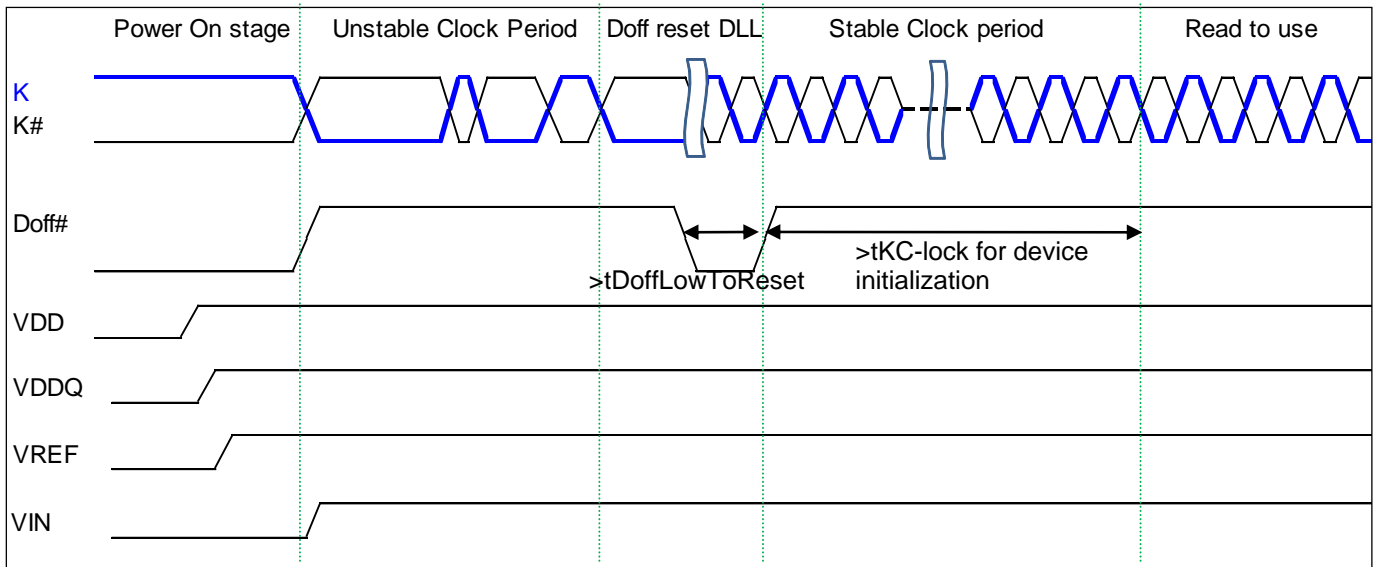 Power On stage
Unstable Clock Period
Doff reset DLL
Stable Clock period
Read to use
K
K#
Doff#
>tDoffLowToReset
>tKC-lock for device
initialization
VDD
VDDQ
VREF
VIN